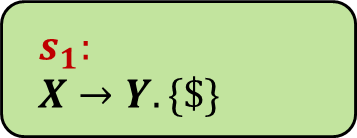 s₁:
X → Y. {$}